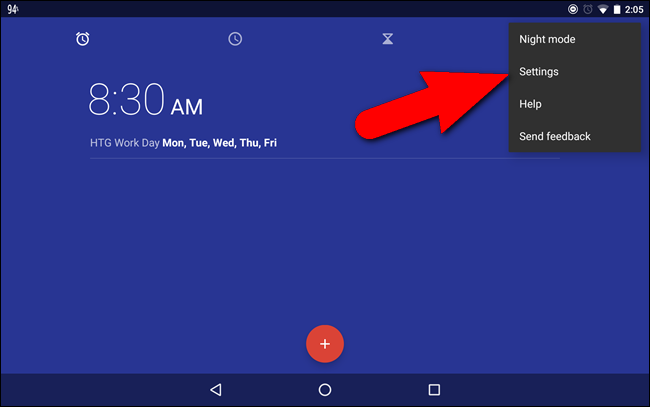 94°
2:05
Night mode
Settings
Help
Send feedback
8:30 AM
HTG Work Day Mon, Tue, Wed, Thu, Fri